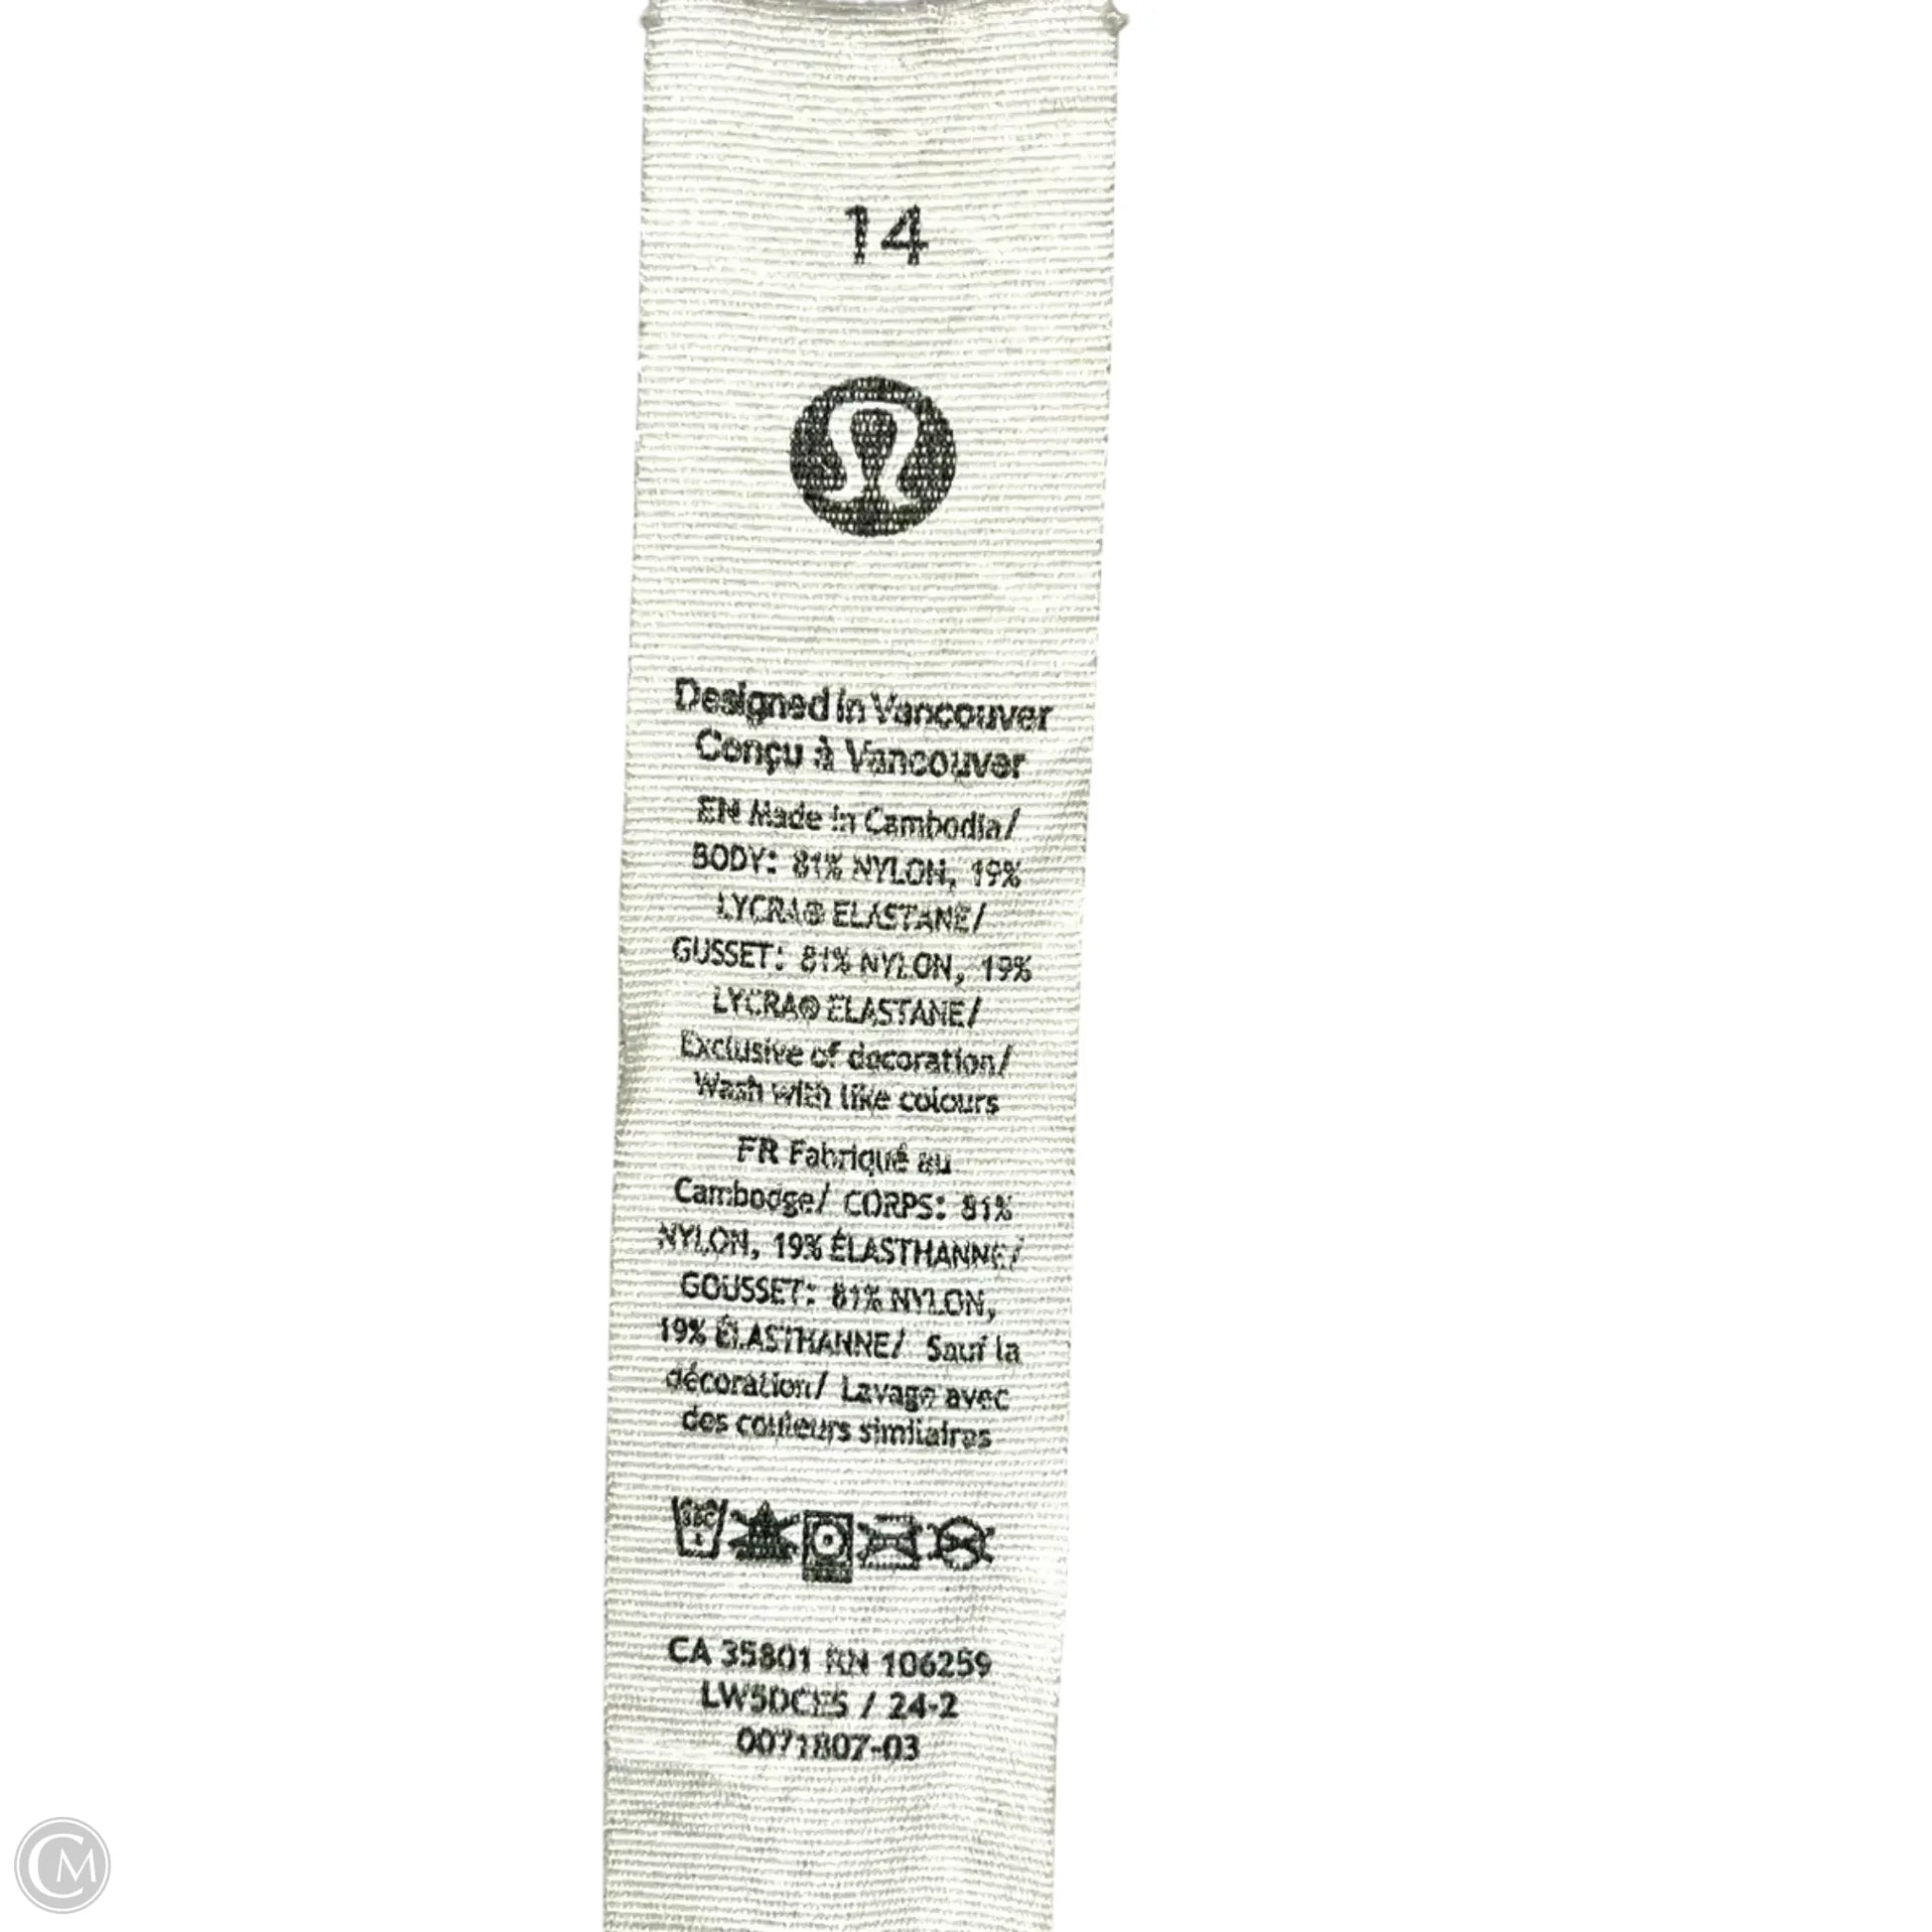 14
Designed in Vancouver
Conçu à Vancouver
EN Made in Cambodia/
BODY: 81% NYLON, 19%
LYCRA® ELASTANE/
GUSSET: 81% NYLON, 19%
LYCRA® ELASTANE/
Exclusive of decoration/
Wash with like colours
FR Fabriqué au
Cambodge/ CORPS: 81%
NYLON, 19% ÉLASTHANNE/
GOUSSET: 81% NYLON,
19% ÉLASTHANNE/ Sauf la
décoration/ Lavage avec
des couleurs similaires
CA 35801 RN 106259
/ 24-2
0071807-03
CM